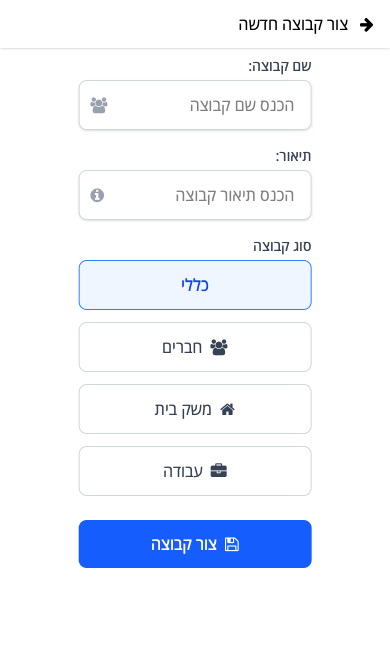 צור קבוצה חדשה
שם קבוצה:
הכנס שם קבוצה
תיאור:
הכנס תיאור קבוצה
סוג קבוצה
כללי
חברים
משק בית
עבודה
צור קבוצה